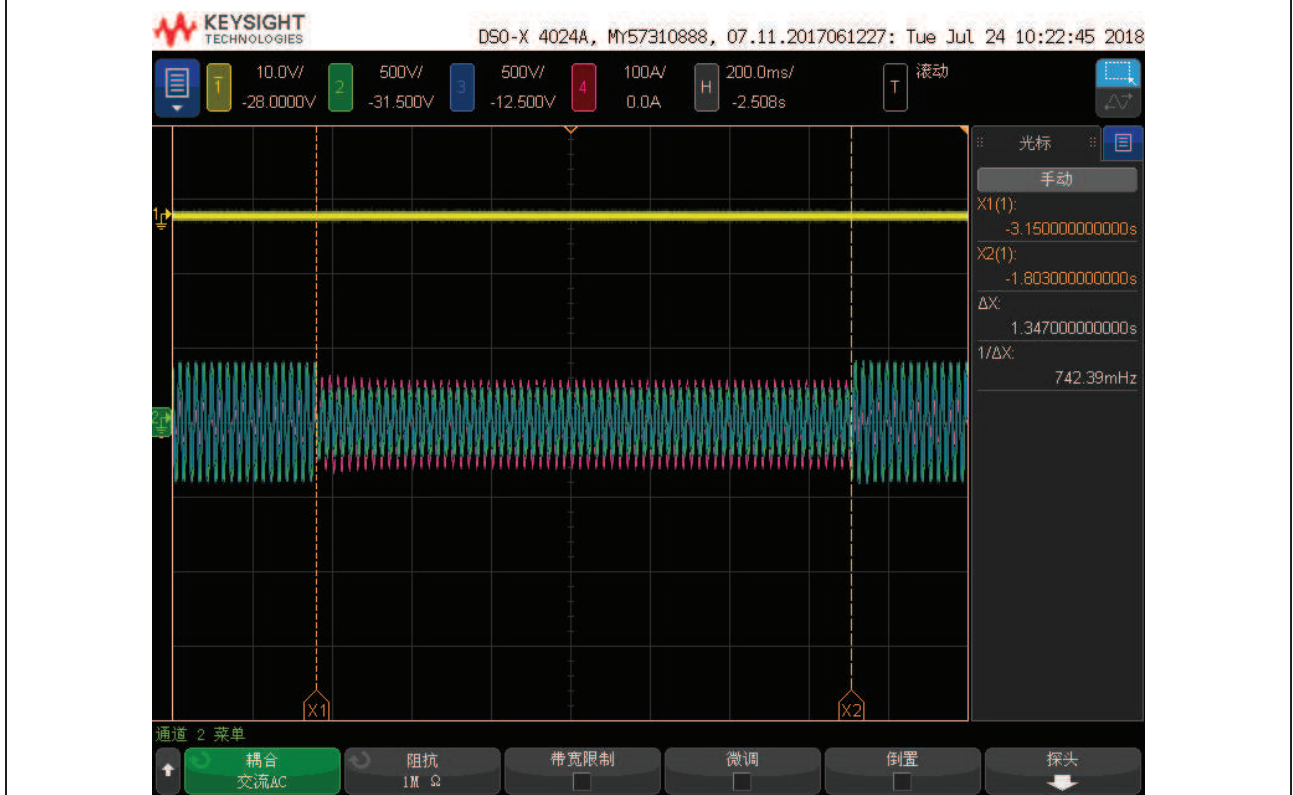 KEYSIGHT
TECHNOLOGIES
DSO-X 4024A, MY57310888, 07.11.2017061227: Tue Jul 24 10:22:45 2018
1 10.0V/ 2 500V/ 3 500V/ 4 100A/ H 200.0ms/ T 滚动
-28.0000V -31.500V -12.500V 0.0A -2.508s
光标
手动
X1(1):
-3.150000000000s
X2(1):
-1.803000000000s
ΔX:
1.347000000000s
1/ΔX:
742.39mHz
1
2
X1 X2
通道 2 菜单
耦合 阻抗 带宽限制 微调 倒置 探头
交流AC 1M Ω